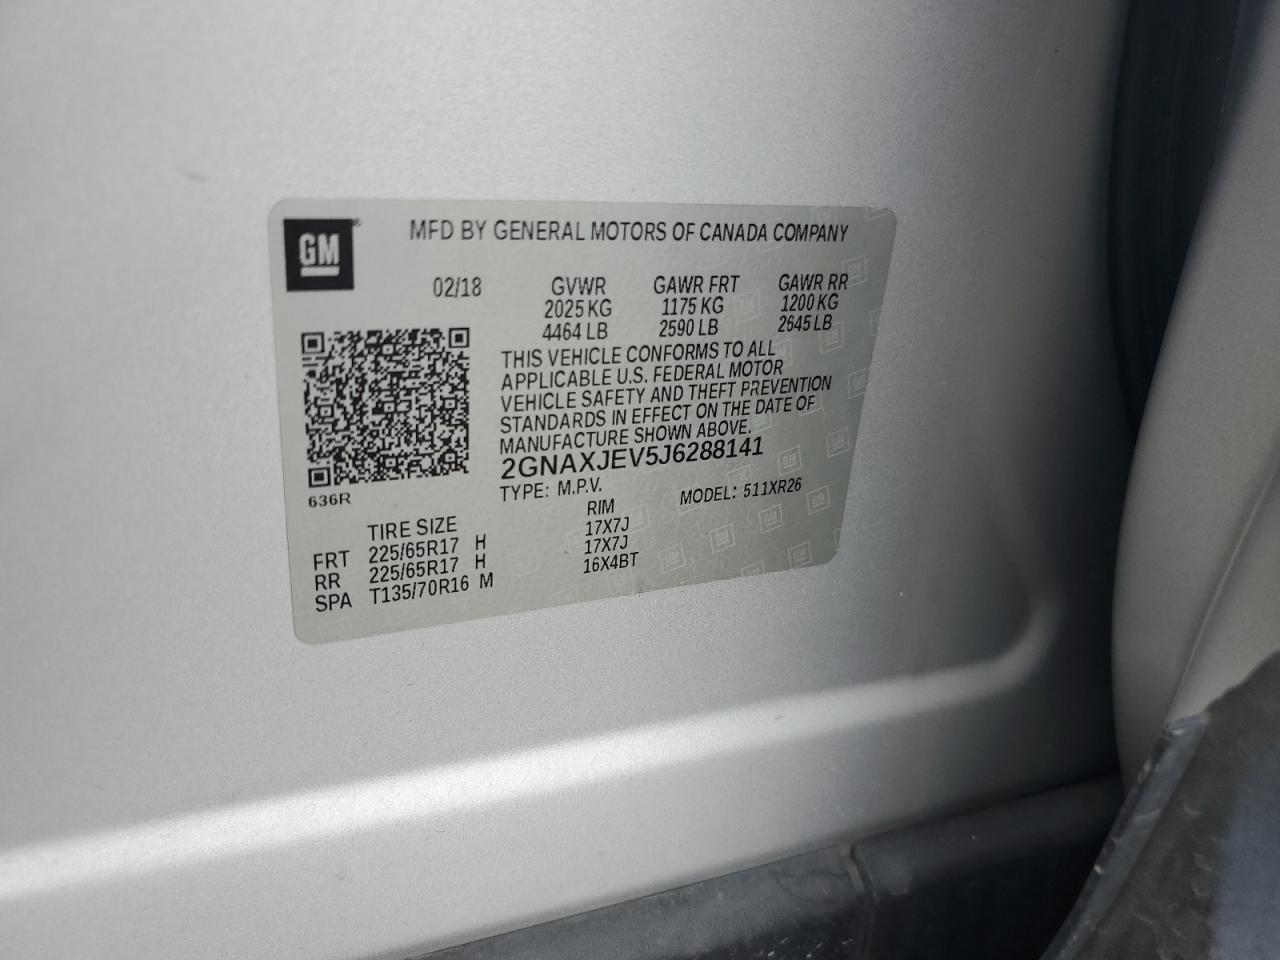 GM®
MFD BY GENERAL MOTORS OF CANADA COMPANY
02/18 GVWR GAWR FRT GAWR RR
2025 KG 1175 KG 1200 KG
4464 LB 2590 LB 2645 LB
THIS VEHICLE CONFORMS TO ALL
APPLICABLE U.S. FEDERAL MOTOR
VEHICLE SAFETY AND THEFT PREVENTION
STANDARDS IN EFFECT ON THE DATE OF
MANUFACTURE SHOWN ABOVE.
2GNAXJEV5J6288141
636R
TYPE: M.P.V. MODEL: 511XR26
TIRE SIZE RIM
FRT 225/65R17 H 17X7J
RR 225/65R17 H 17X7J
SPA T135/70R16 M 16X4BT